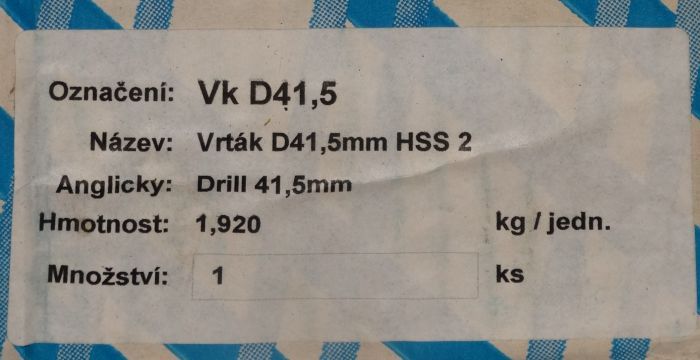 Označení: Vk D41,5
Název: Vrták D41,5mm HSS 2
Anglicky: Drill 41,5mm
Hmotnost: 1,920 kg / jedn.
Množství: 1 ks